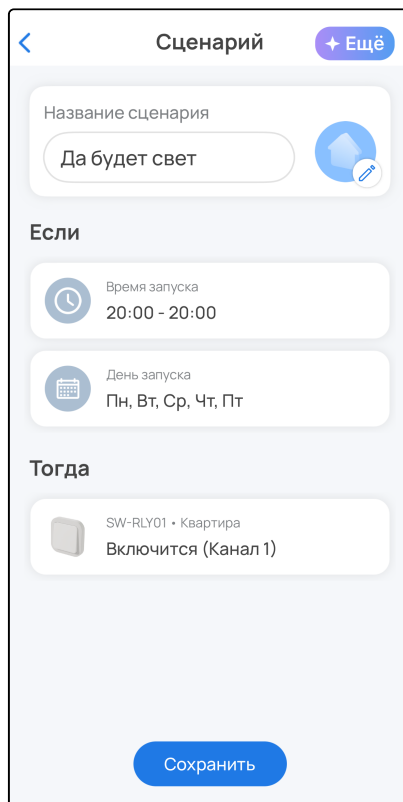 Сценарий
Ещё
Название сценария
Да будет свет
Если
Время запуска
20:00 - 20:00
День запуска
Пн, Вт, Ср, Чт, Пт
Тогда
SW-RLY01 • Квартира
Включится (Канал 1)
Сохранить